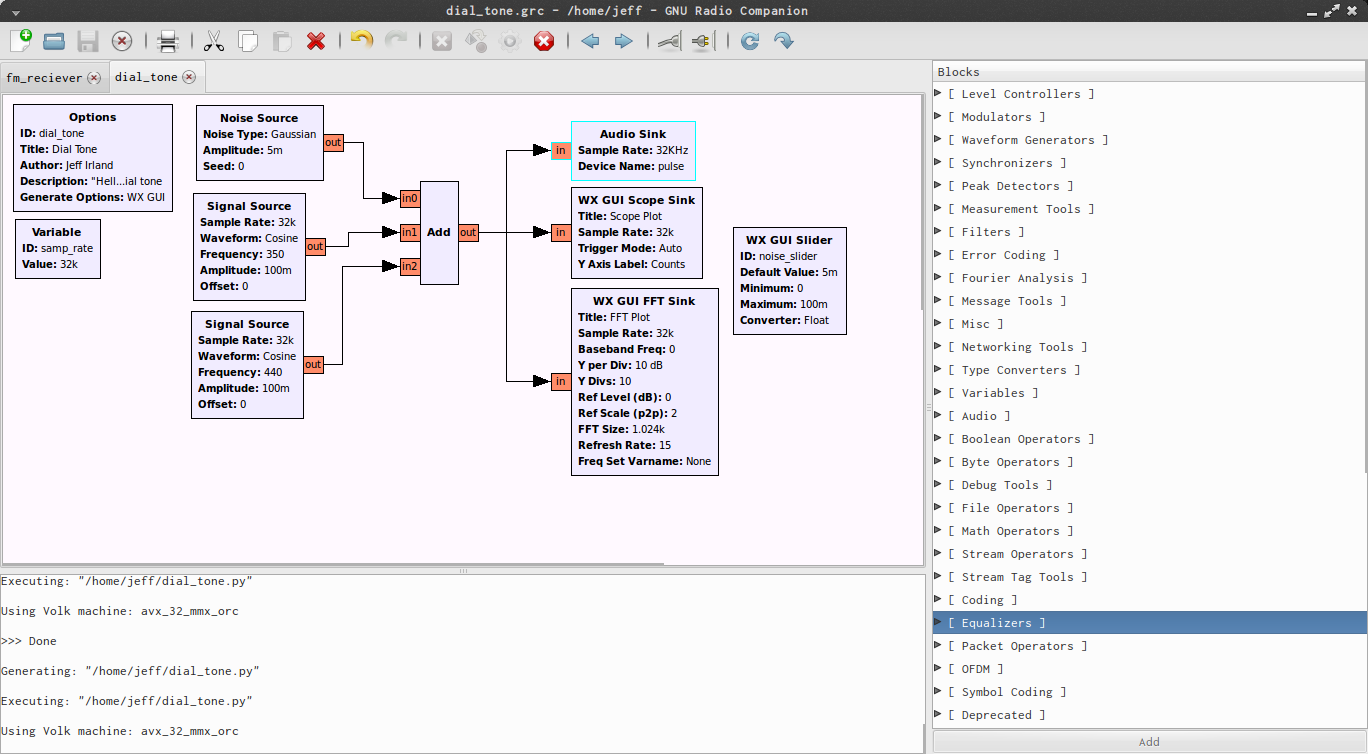 dial_tone.grc - /home/jeff - GNU Radio Companion
fm_reciever
dial_tone
Options
ID: dial_tone
Title: Dial Tone
Author: Jeff Irland
Description: "Hell...ial tone
Generate Options: WX GUI
Variable
ID: samp_rate
Value: 32k
Noise Source
Noise Type: Gaussian
Amplitude: 5m
Seed: 0
out
Signal Source
Sample Rate: 32k
Waveform: Cosine
Frequency: 350
Amplitude: 100m
Offset: 0
out
Signal Source
Sample Rate: 32k
Waveform: Cosine
Frequency: 440
Amplitude: 100m
Offset: 0
out
in0
in1
in2
Add
out
in
Audio Sink
Sample Rate: 32KHz
Device Name: pulse
in
WX GUI Scope Sink
Title: Scope Plot
Sample Rate: 32k
Trigger Mode: Auto
Y Axis Label: Counts
in
WX GUI FFT Sink
Title: FFT Plot
Sample Rate: 32k
Baseband Freq: 0
Y per Div: 10 dB
Y Divs: 10
Ref Level (dB): 0
Ref Scale (p2p): 2
FFT Size: 1.024k
Refresh Rate: 15
Freq Set Varname: None
WX GUI Slider
ID: noise_slider
Default Value: 5m
Minimum: 0
Maximum: 100m
Converter: Float
Executing: "/home/jeff/dial_tone.py"
Using Volk machine: avx_32_mmx_orc
>>> Done
Generating: "/home/jeff/dial_tone.py"
Executing: "/home/jeff/dial_tone.py"
Using Volk machine: avx_32_mmx_orc
Blocks
[ Level Controllers ]
[ Modulators ]
[ Waveform Generators ]
[ Synchronizers ]
[ Peak Detectors ]
[ Measurement Tools ]
[ Filters ]
[ Error Coding ]
[ Fourier Analysis ]
[ Message Tools ]
[ Misc ]
[ Networking Tools ]
[ Type Converters ]
[ Variables ]
[ Audio ]
[ Boolean Operators ]
[ Byte Operators ]
[ Debug Tools ]
[ File Operators ]
[ Math Operators ]
[ Stream Operators ]
[ Stream Tag Tools ]
[ Coding ]
[ Equalizers ]
[ Packet Operators ]
[ OFDM ]
[ Symbol Coding ]
[ Deprecated ]
Add